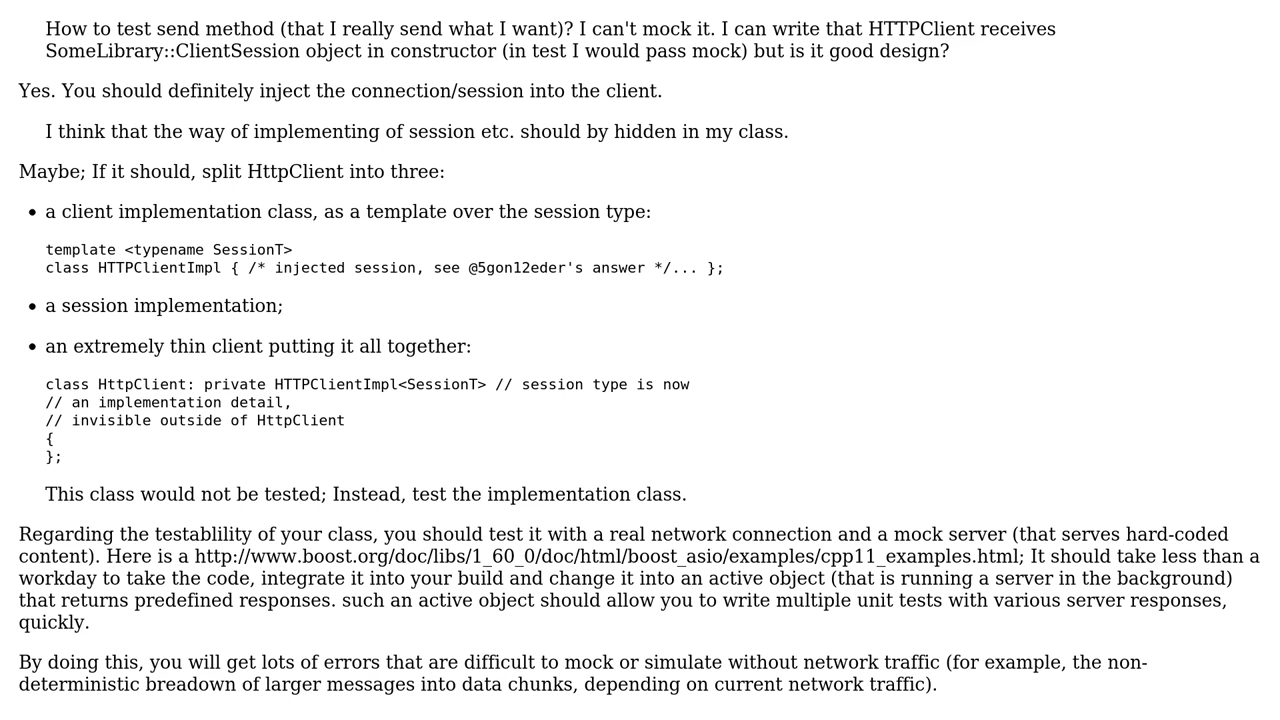 How to test send method (that I really send what I want)? I can't mock it. I can write that HTTPClient receives
SomeLibrary::ClientSession object in constructor (in test I would pass mock) but is it good design?
Yes. You should definitely inject the connection/session into the client.
I think that the way of implementing of session etc. should by hidden in my class.
Maybe; If it should, split HttpClient into three:
• a client implementation class, as a template over the session type:
template <typename SessionT>
class HTTPClientImpl { /* injected session, see @5gon12eder's answer */... };
• a session implementation;
• an extremely thin client putting it all together:
class HttpClient: private HTTPClientImpl<SessionT> // session type is now
// an implementation detail,
// invisible outside of HttpClient
{
};
This class would not be tested; Instead, test the implementation class.
Regarding the testablility of your class, you should test it with a real network connection and a mock server (that serves hard-coded
content). Here is a http://www.boost.org/doc/libs/1_60_0/doc/html/boost_asio/examples/cpp11_examples.html; It should take less than a
workday to take the code, integrate it into your build and change it into an active object (that is running a server in the background)
that returns predefined responses. such an active object should allow you to write multiple unit tests with various server responses,
quickly.
By doing this, you will get lots of errors that are difficult to mock or simulate without network traffic (for example, the non-
deterministic breadown of larger messages into data chunks, depending on current network traffic).